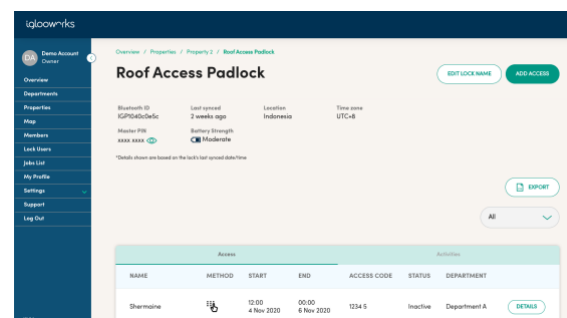 iglooworks
DA
Demo Account
Owner
Overview
Departments
Properties
Map
Members
Lock Users
Jobs List
My Profile
Settings
Support
Log Out
Overview / Properties / Property 2 / Roof Access Padlock
Roof Access Padlock
EDIT LOCK NAME
ADD ACCESS
Bluetooth ID Last synced Location Time zone
IGP1040c0e5c 2 weeks ago Indonesia UTC+8
Master PIN Battery Strength
xxxx xxxx Moderate
*Details shown are based on the lock's last synced date/time
EXPORT
All
Access Activities
NAME METHOD START END ACCESS CODE STATUS DEPARTMENT
Shermaine 12:00 00:00 1234 5 Inactive Department A DETAILS
4 Nov 2020 6 Nov 2020